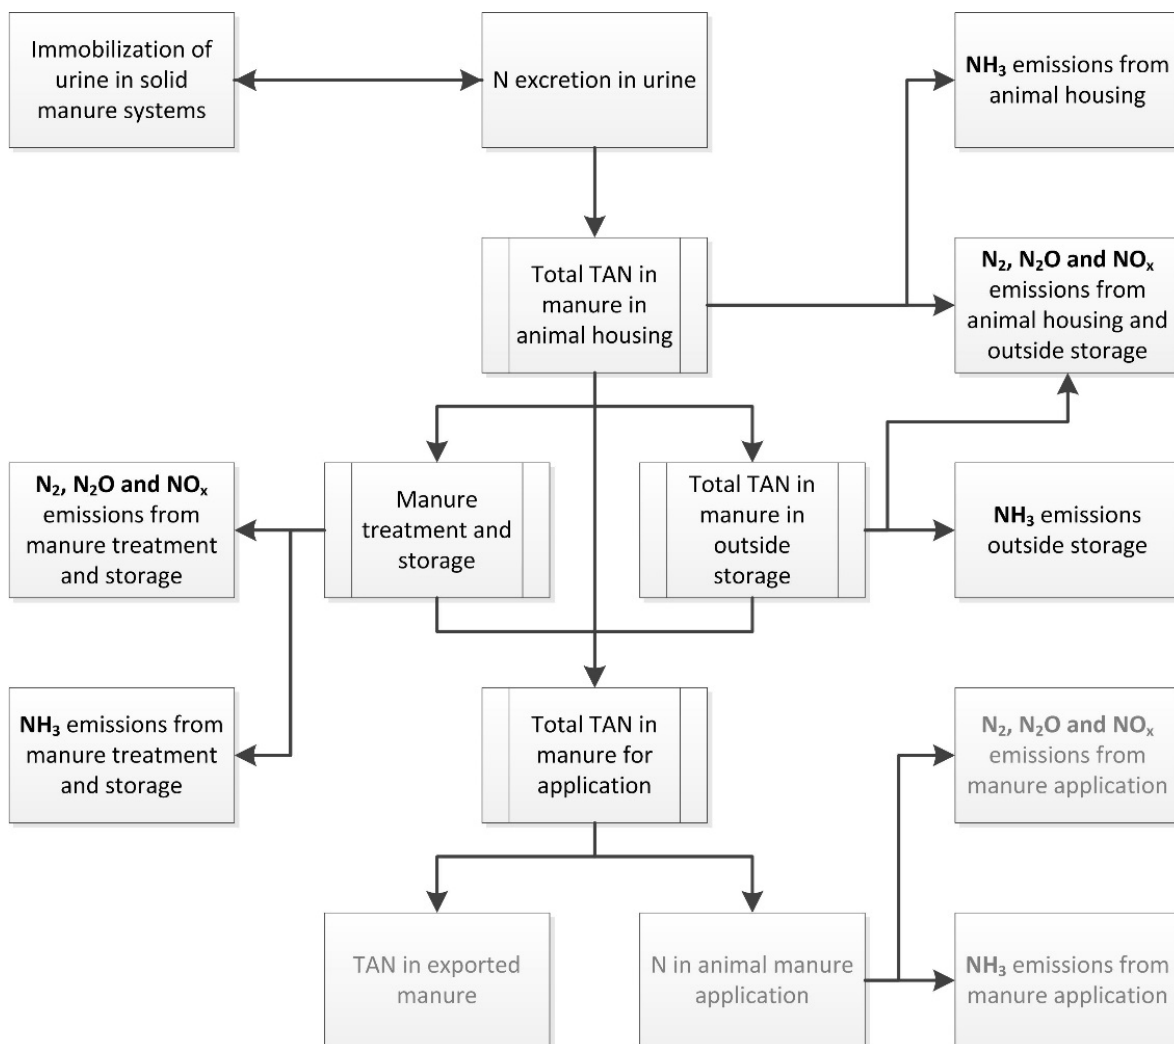 Immobilization of
urine in solid
manure systems
N excretion in urine
NH₃ emissions from
animal housing
Total TAN in
manure in
animal housing
N₂, N₂O and NOₓ
emissions from
animal housing and
outside storage
N₂, N₂O and NOₓ
emissions from
manure treatment
and storage
Manure
treatment and
storage
Total TAN in
manure in
outside
storage
NH₃ emissions
outside storage
NH₃ emissions from
manure treatment
and storage
Total TAN in
manure for
application
N₂, N₂O and NOₓ
emissions from
manure application
TAN in exported
manure
N in animal manure
application
NH₃ emissions from
manure application